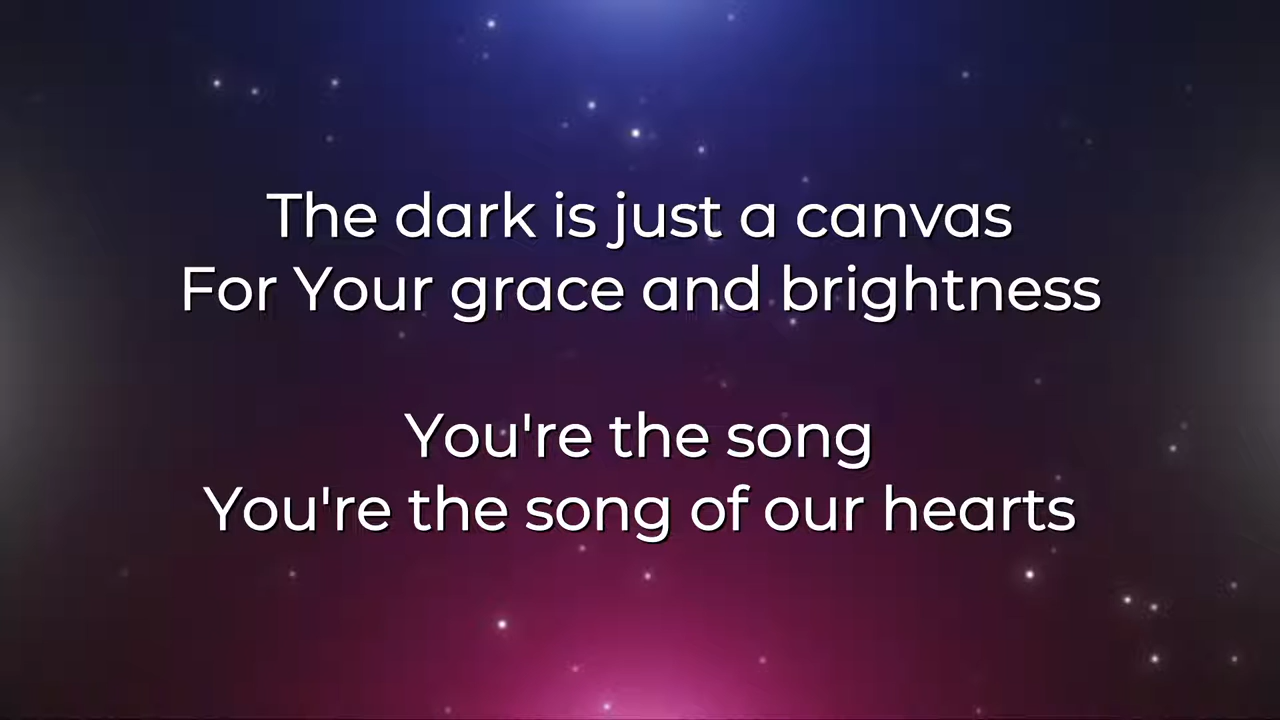 The dark is just a canvas
For Your grace and brightness
You're the song
You're the song of our hearts